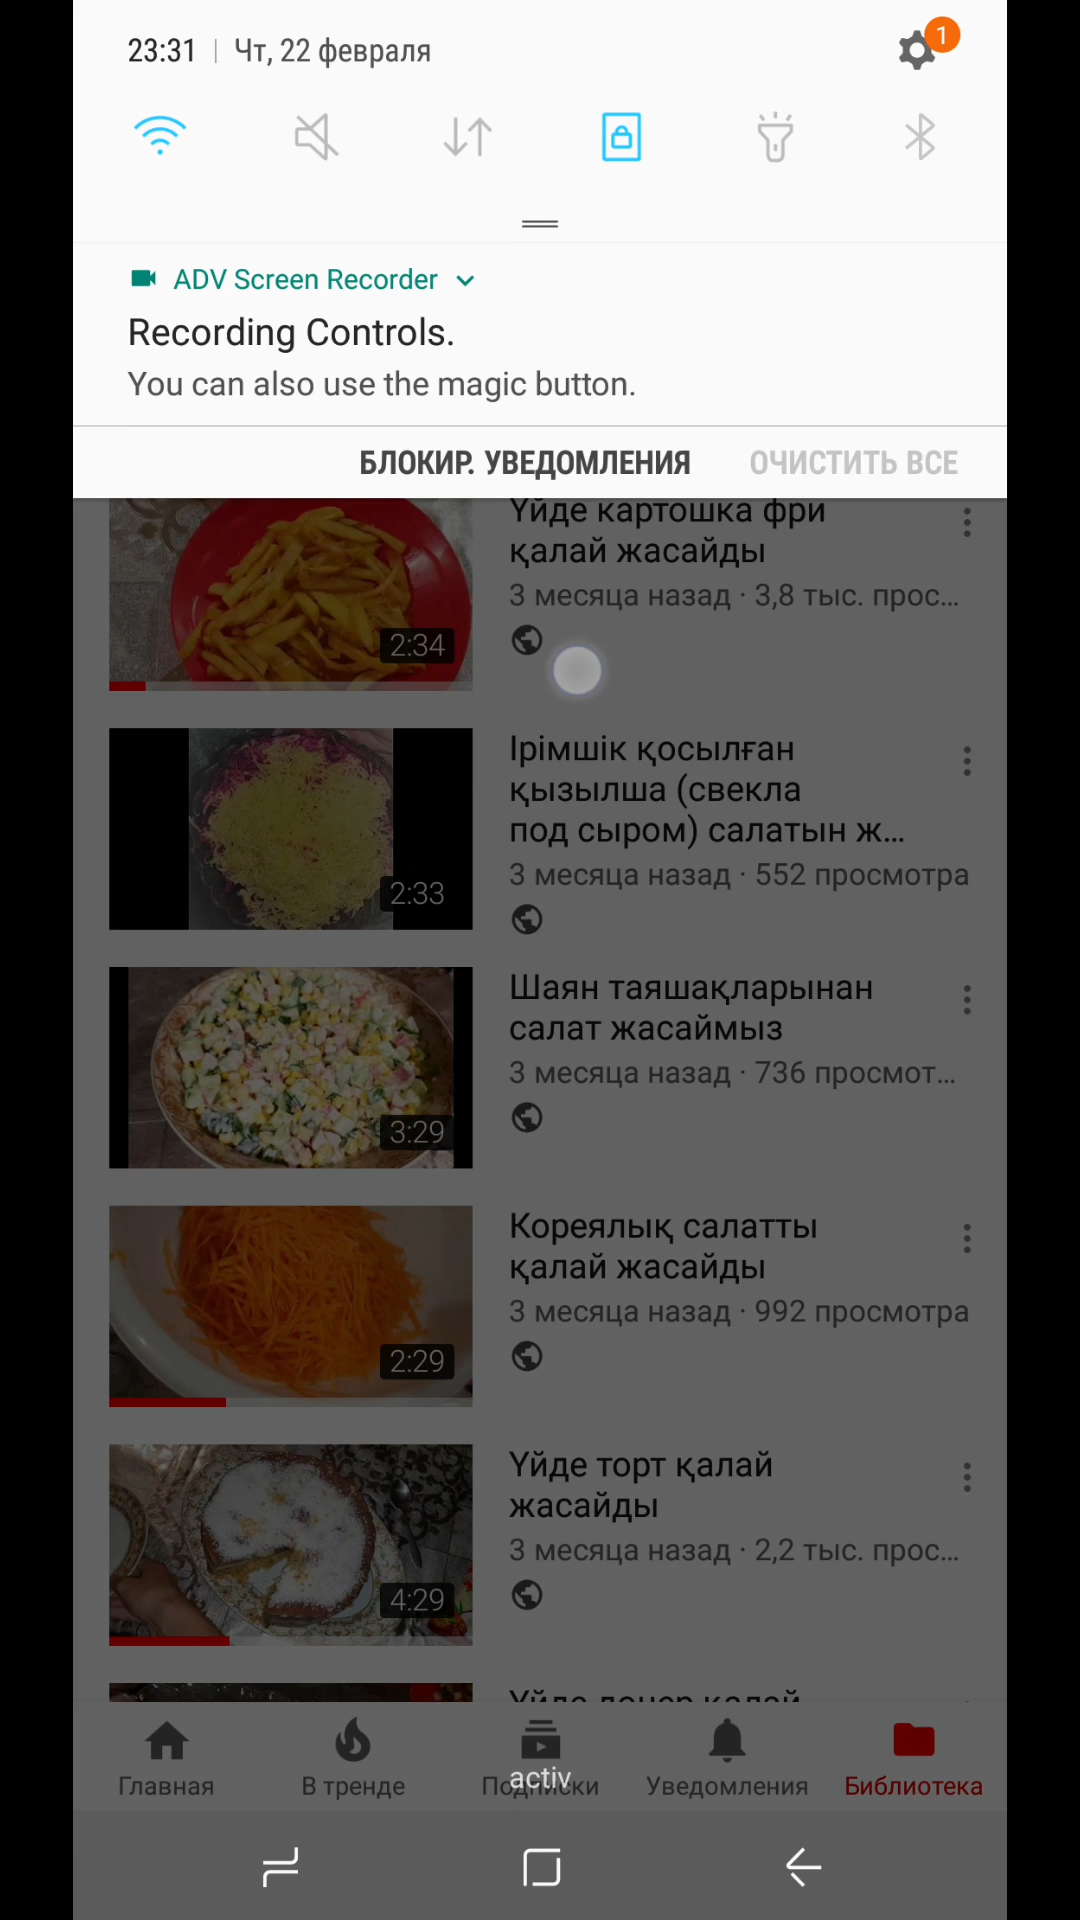 23:31 | Чт, 22 февраля
1
ADV Screen Recorder
Recording Controls.
You can also use the magic button.
БЛОКИР. УВЕДОМЛЕНИЯ ОЧИСТИТЬ ВСЕ
Үйде картошка фри
қалай жасайды
3 месяца назад · 3,8 тыс. прос...
2:34
Ірімшік қосылған
қызылша (свекла
под сыром) салатын ж...
3 месяца назад · 552 просмотра
2:33
Шаян таяшақларынан
салат жасаймыз
3 месяца назад · 736 просмот...
3:29
Кореялық салатты
қалай жасайды
3 месяца назад · 992 просмотра
2:29
Үйде торт қалай
жасайды
3 месяца назад · 2,2 тыс. прос...
4:29
Үйде донер қалай
Главная В тренде Подписки Уведомления Библиотека
activ